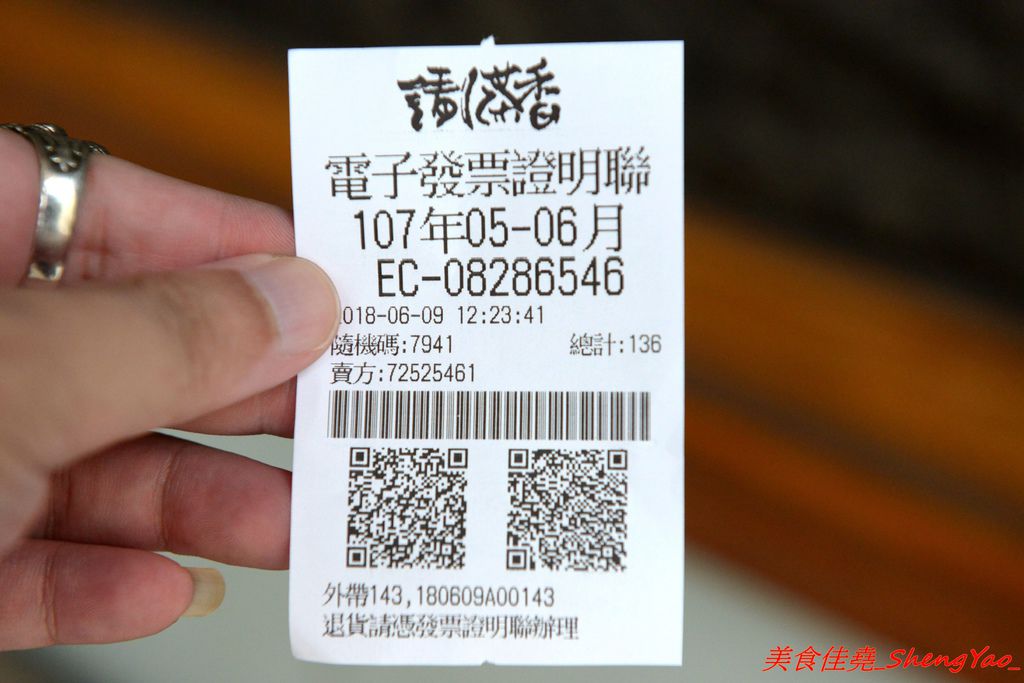 請人茶香
電子發票證明聯
107年05-06月
EC-08286546
018-06-09 12:23:41
隨機碼:7941 總計:136
賣方:72525461
外帶143,180609A00143
退貨請憑發票證明聯辦理
美食佳堯_ShengYao_